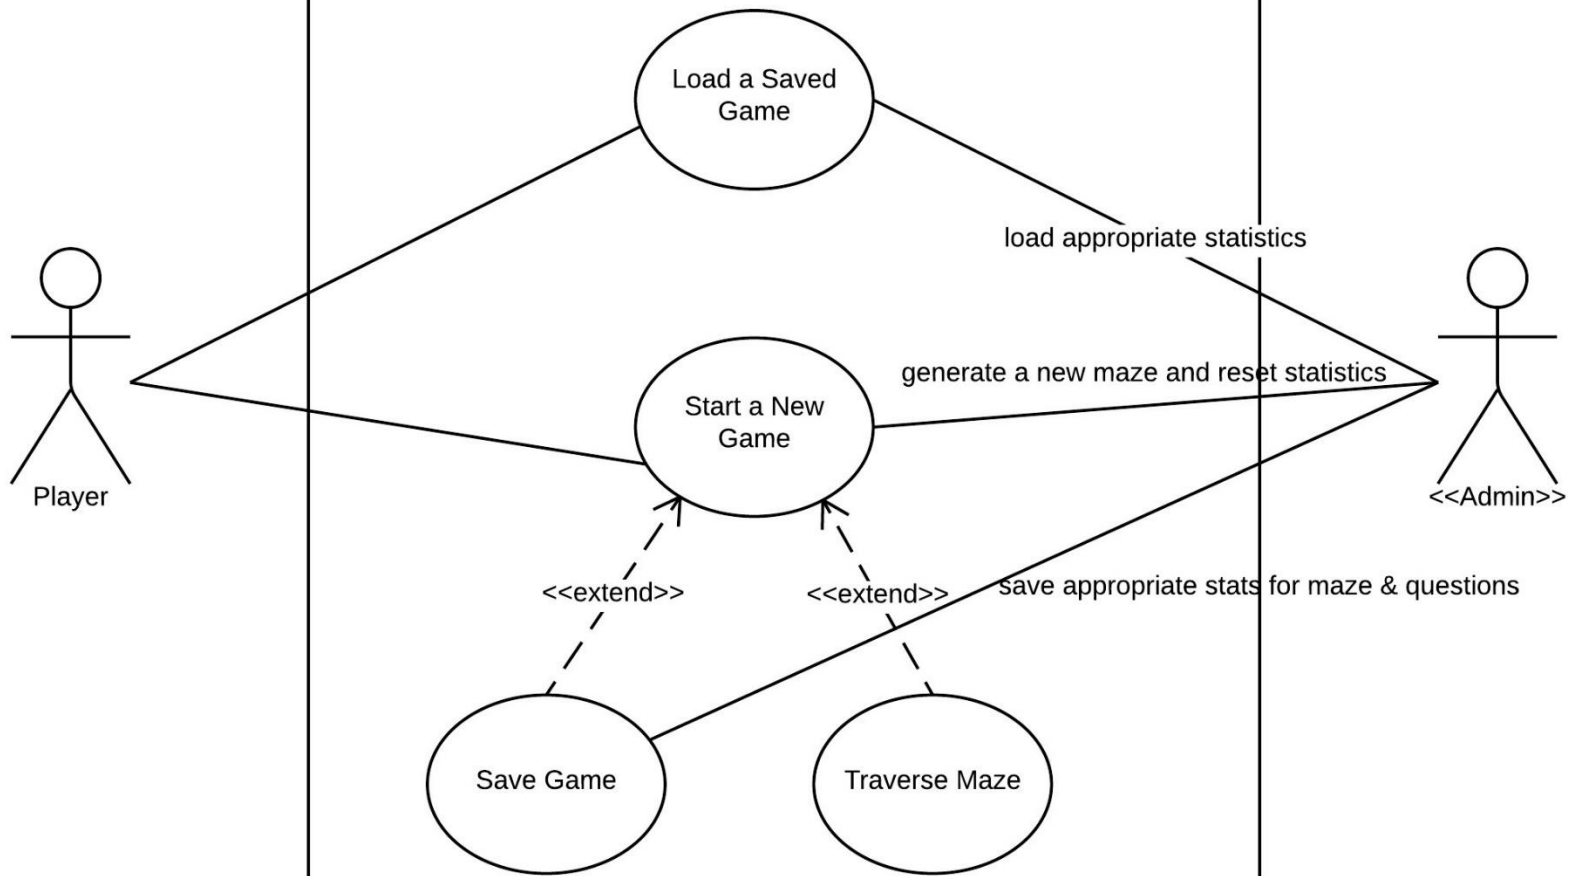 Load a Saved
Game
load appropriate statistics
generate a new maze and reset statistics
Start a New
Game
Player
<<Admin>>
<<extend>>
<<extend>>
save appropriate stats for maze & questions
Save Game
Traverse Maze